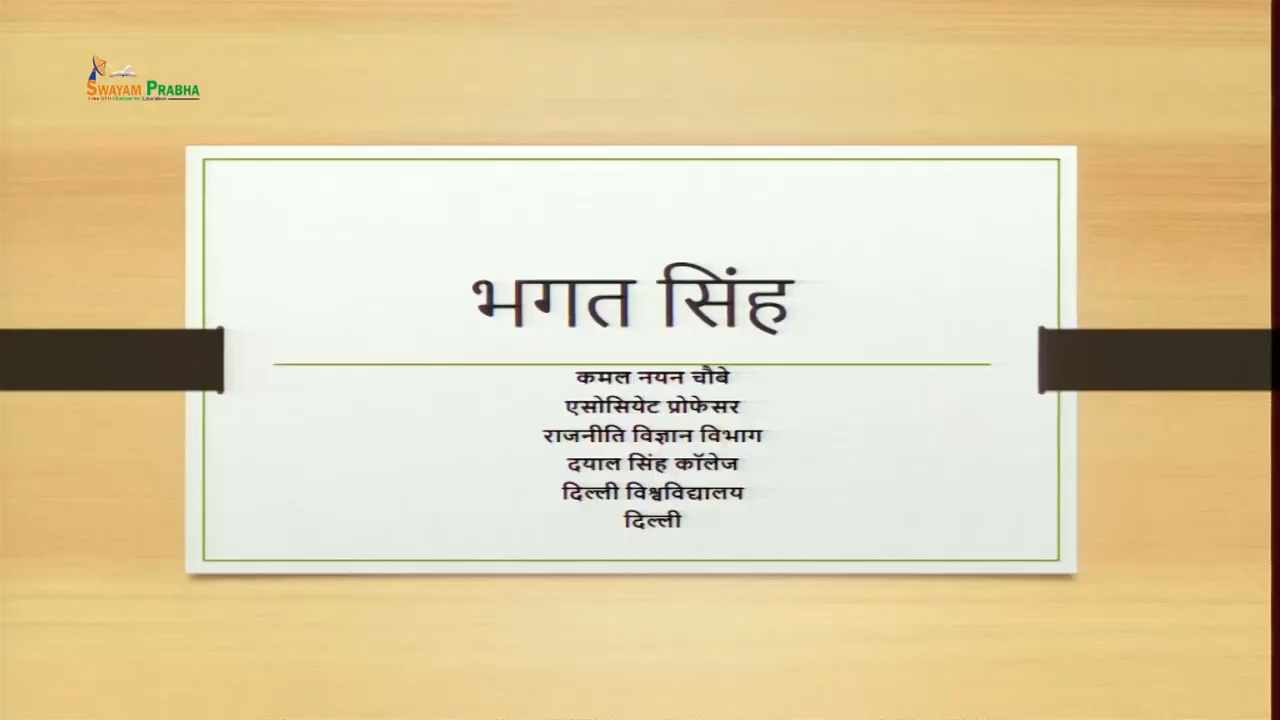 SWAYAM PRABHA
भगत सिंह
कमल नयन चौबे
एसोसियेट प्रोफेसर
राजनीति विज्ञान विभाग
दयाल सिंह कॉलेज
दिल्ली विश्वविद्यालय
दिल्ली